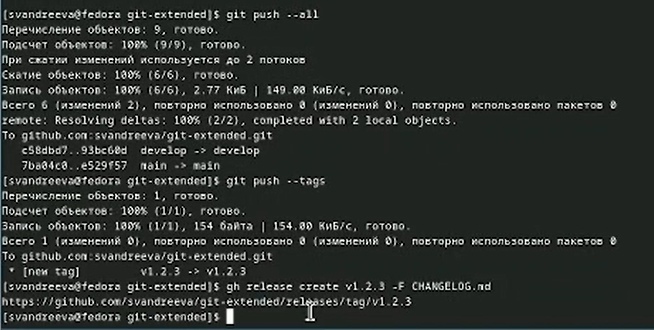 [svandreeva@fedora git-extended]$ git push --all
Перечисление объектов: 9, готово.
Подсчет объектов: 100% (9/9), готово.
При сжатии изменений используется до 2 потоков
Сжатие объектов: 100% (6/6), готово.
Запись объектов: 100% (6/6), 2.77 КиБ | 149.00 КиБ/с, готово.
Всего 6 (изменений 2), повторно использовано 0 (изменений 0), повторно использовано пакетов 0
remote: Resolving deltas: 100% (2/2), completed with 2 local objects.
To github.com:svandreeva/git-extended.git
c58dbd7..93bc60d develop -> develop
7ba04c0..e529f57 main -> main
[svandreeva@fedora git-extended]$ git push --tags
Перечисление объектов: 1, готово.
Подсчет объектов: 100% (1/1), готово.
Запись объектов: 100% (1/1), 154 байта | 154.00 КиБ/с, готово.
Всего 1 (изменений 0), повторно использовано 0 (изменений 0), повторно использовано пакетов 0
To github.com:svandreeva/git-extended.git
* [new tag] v1.2.3 -> v1.2.3
[svandreeva@fedora git-extended]$ gh release create v1.2.3 -F CHANGELOG.md
https://github.com/svandreeva/git-extended/releases/tag/v1.2.3
[svandreeva@fedora git-extended]$